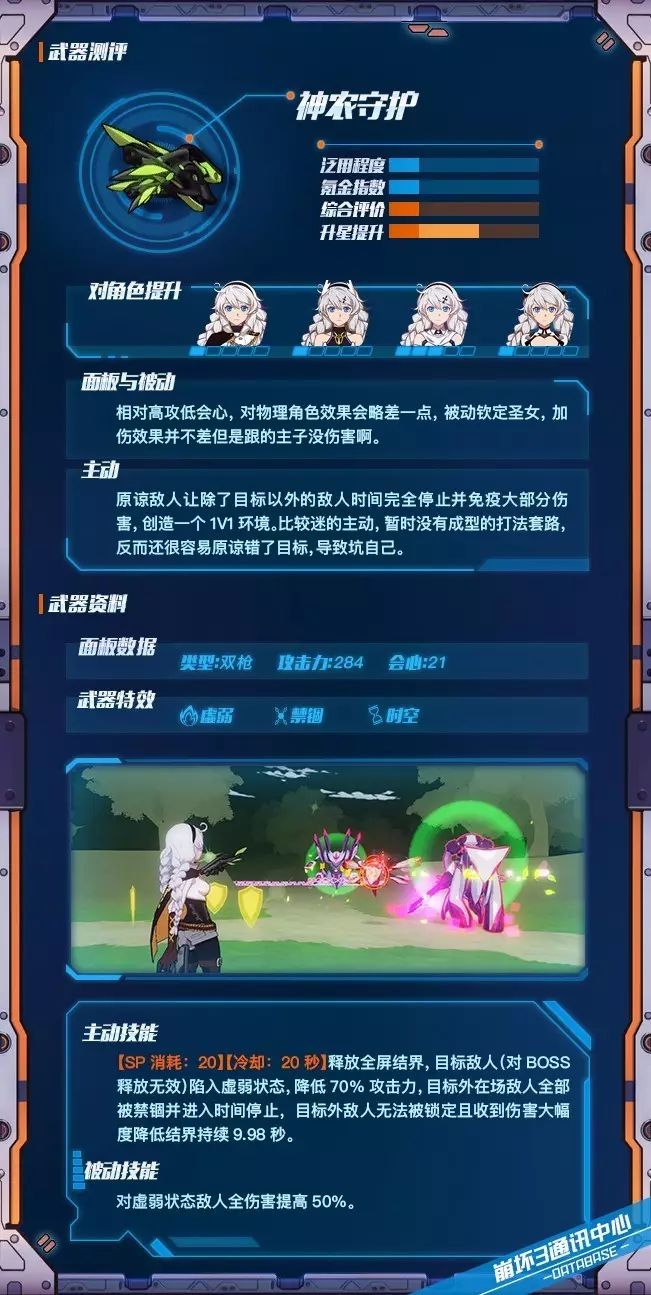 武器测评
神农守护
泛用程度
氪金指数
综合评价
升星提升
对角色提升
面板与被动
相对高攻低会心，对物理角色效果会略差一点，被动钦定圣女，加
伤效果并不差但是跟的主子没伤害啊。
主动
原谅敌人让除了目标以外的敌人时间完全停止并免疫大部分伤
害，创造一个1V1环境。比较迷的主动，暂时没有成型的打法套路，
反而还很容易原谅错了目标，导致坑自己。
武器资料
面板数据
类型:双枪 攻击力:284 会心:21
武器特效
虚弱 禁锢 时空
主动技能
【SP 消耗：20】【冷却：20 秒】释放全屏结界，目标敌人（对 BOSS
释放无效）陷入虚弱状态，降低 70% 攻击力，目标外在场敌人全部
被禁锢并进入时间停止，目标外敌人无法被锁定且收到伤害大幅
度降低结界持续 9.98 秒。
被动技能
对虚弱状态敌人全伤害提高 50%。
崩坏3通讯中心
-DATABASE-